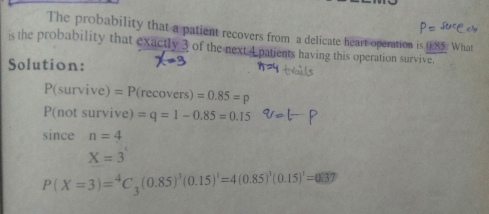 The probability that a patient recovers from a delicate heart operation is 0.85. What
is the probability that exactly 3 of the next 4 patients having this operation survive.
x=3
n=4 trails
Solution:
P(survive) = P(recovers) = 0.85 = p
P(not survive) = q = 1 – 0.85 = 0.15
since n = 4
X = 3
P(X =3)=⁴C₃(0.85)³(0.15)¹=4(0.85)³(0.15)¹=0.37